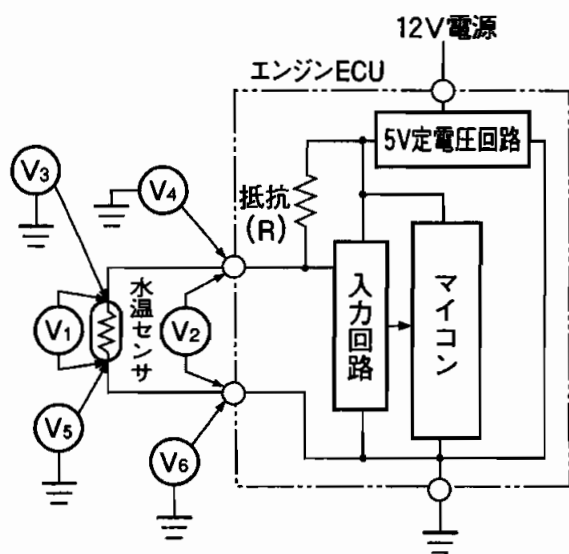 12V電源
エンジンECU
5V定電圧回路
V3
V4
抵抗
(R)
水温センサ
V1
V2
入力回路
マイコン
V5
V6